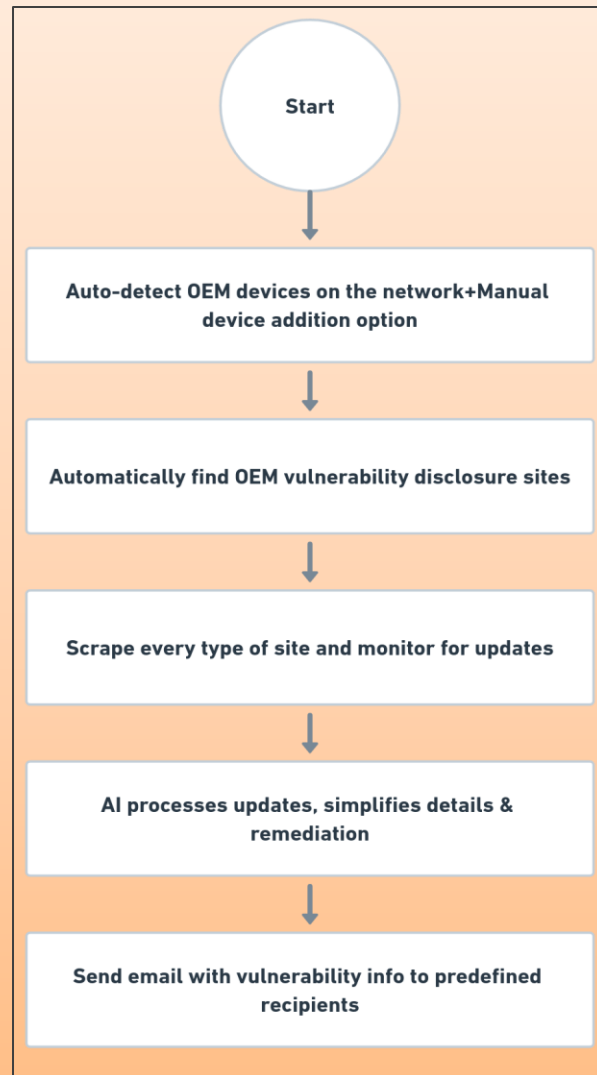 Start
Auto-detect OEM devices on the network+Manual
device addition option
Automatically find OEM vulnerability disclosure sites
Scrape every type of site and monitor for updates
AI processes updates, simplifies details &
remediation
Send email with vulnerability info to predefined
recipients